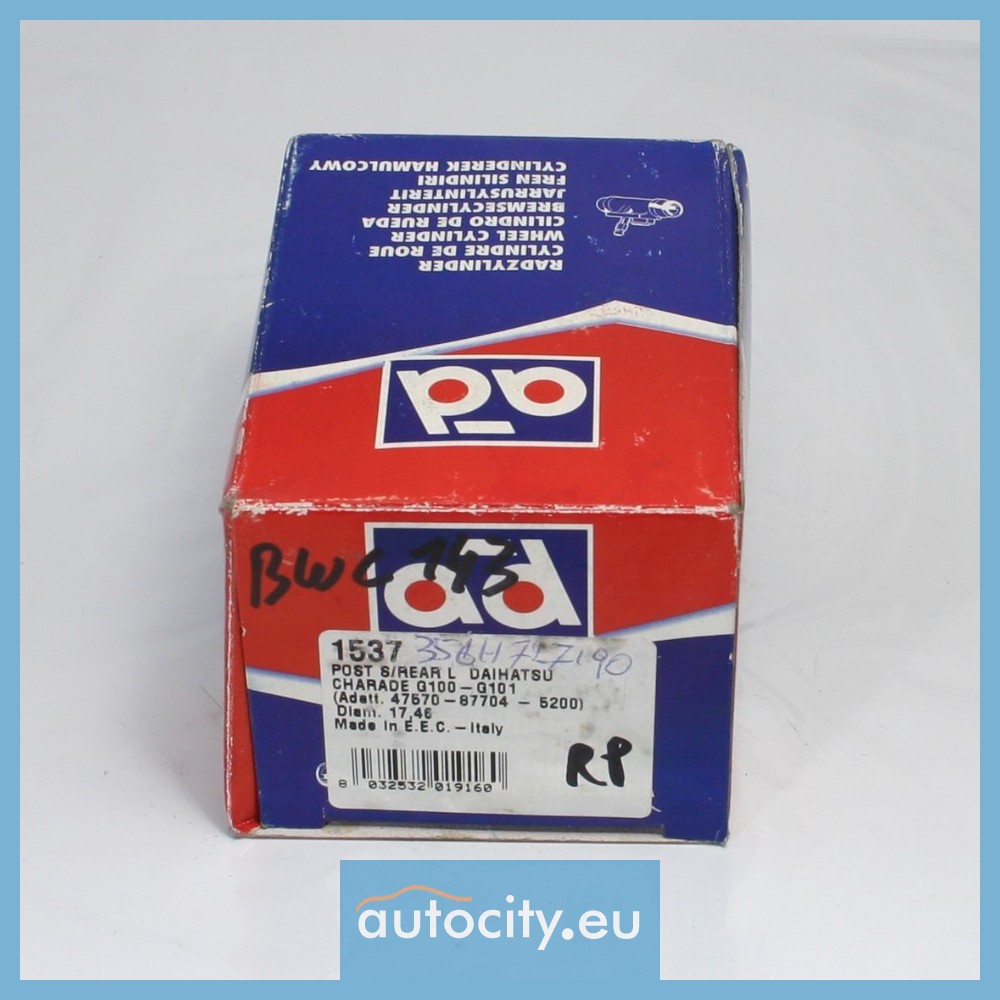 RADZYLINDER
CYLINDRE DE ROUE
WHEEL CYLINDER
CILINDRO DE RUEDA
BREMSECYLINDER
JARRUSYLINTERIT
FREN SILINDIRI
CYLINDEREK HAMULCOWY
ad
ad
BWC 143
1537
POST S/REAR L DAIHATSU
CHARADE G100-G101
(Adatt. 47570-87704 - 5200)
Diam. 17,46
Made in E.E.C. - Italy
RP
8 032532 019160
autocity.eu